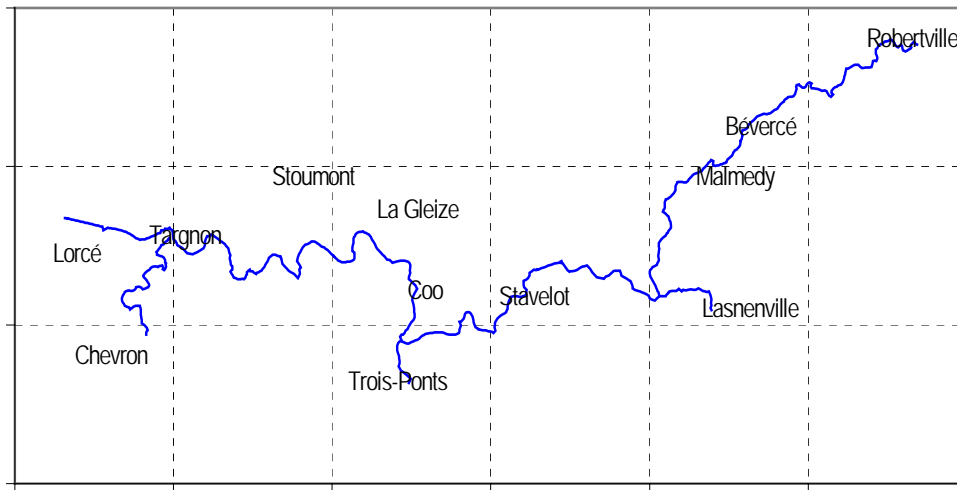 Robertville
Bévercé
Malmedy
Stoumont
La Gleize
Targnon
Lorcé
Coo
Stavelot
Lasnenville
Chevron
Trois-Ponts